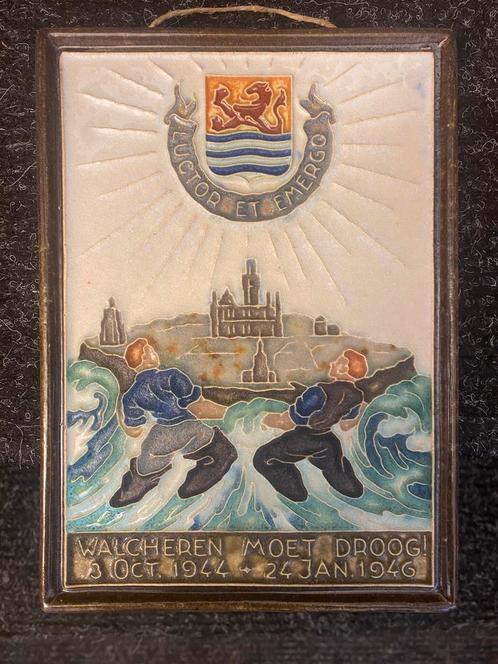 LUCTOR ET EMERGO
WALCHEREN MOET DROOG!
3 OCT. 1944 + 24 JAN. 1946